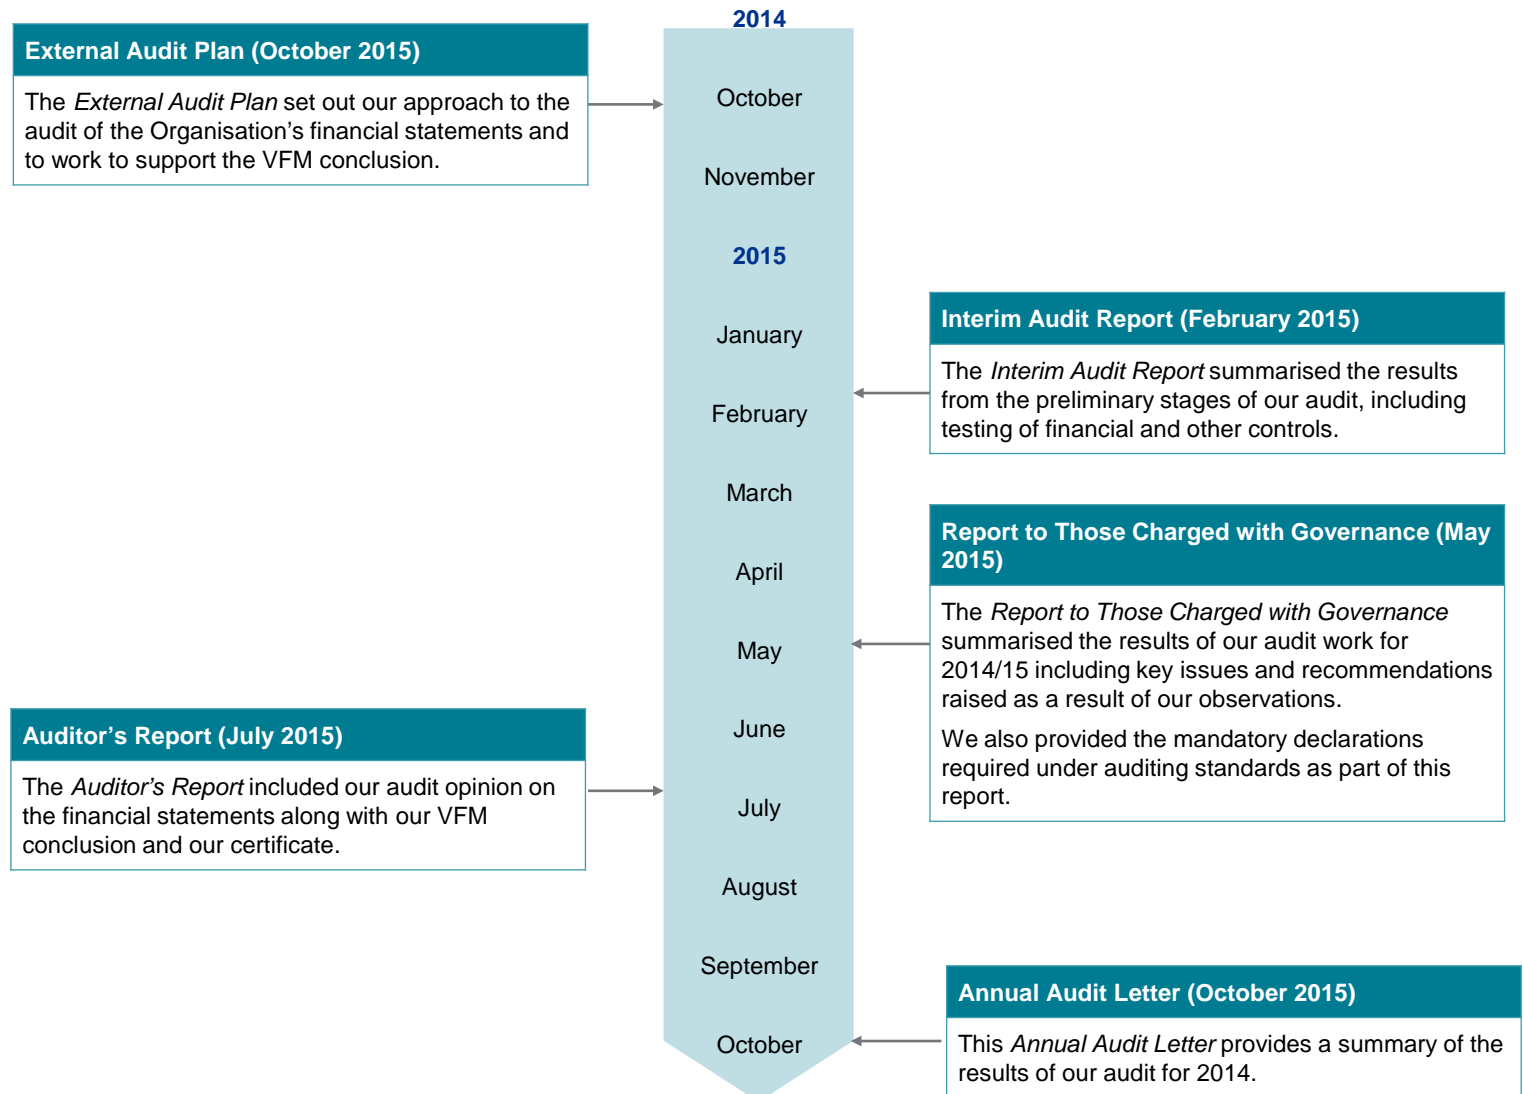 2014
External Audit Plan (October 2015)
The External Audit Plan set out our approach to the
audit of the Organisation's financial statements and
to work to support the VFM conclusion.
October
November
2015
January
Interim Audit Report (February 2015)
The Interim Audit Report summarised the results
from the preliminary stages of our audit, including
testing of financial and other controls.
February
March
Report to Those Charged with Governance (May
2015)
The Report to Those Charged with Governance
summarised the results of our audit work for
2014/15 including key issues and recommendations
raised as a result of our observations.
We also provided the mandatory declarations
required under auditing standards as part of this
report.
April
May
June
Auditor’s Report (July 2015)
The Auditor’s Report included our audit opinion on
the financial statements along with our VFM
conclusion and our certificate.
July
August
September
Annual Audit Letter (October 2015)
This Annual Audit Letter provides a summary of the
results of our audit for 2014.
October